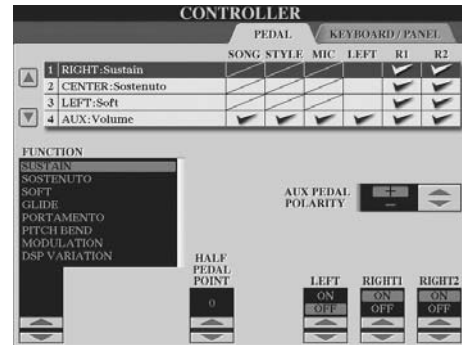 CONTROLLER
PEDAL KEYBOARD / PANEL
SONG STYLE MIC LEFT R1 R2
1 RIGHT:Sustain
2 CENTER:Sostenuto
3 LEFT:Soft
4 AUX:Volume
FUNCTION
SUSTAIN
SOSTENUTO
SOFT
GLIDE
PORTAMENTO
PITCH BEND
MODULATION
DSP VARIATION
AUX PEDAL
POLARITY
+
−
HALF
PEDAL
POINT
0
LEFT RIGHT1 RIGHT2
ON ON ON
OFF OFF OFF